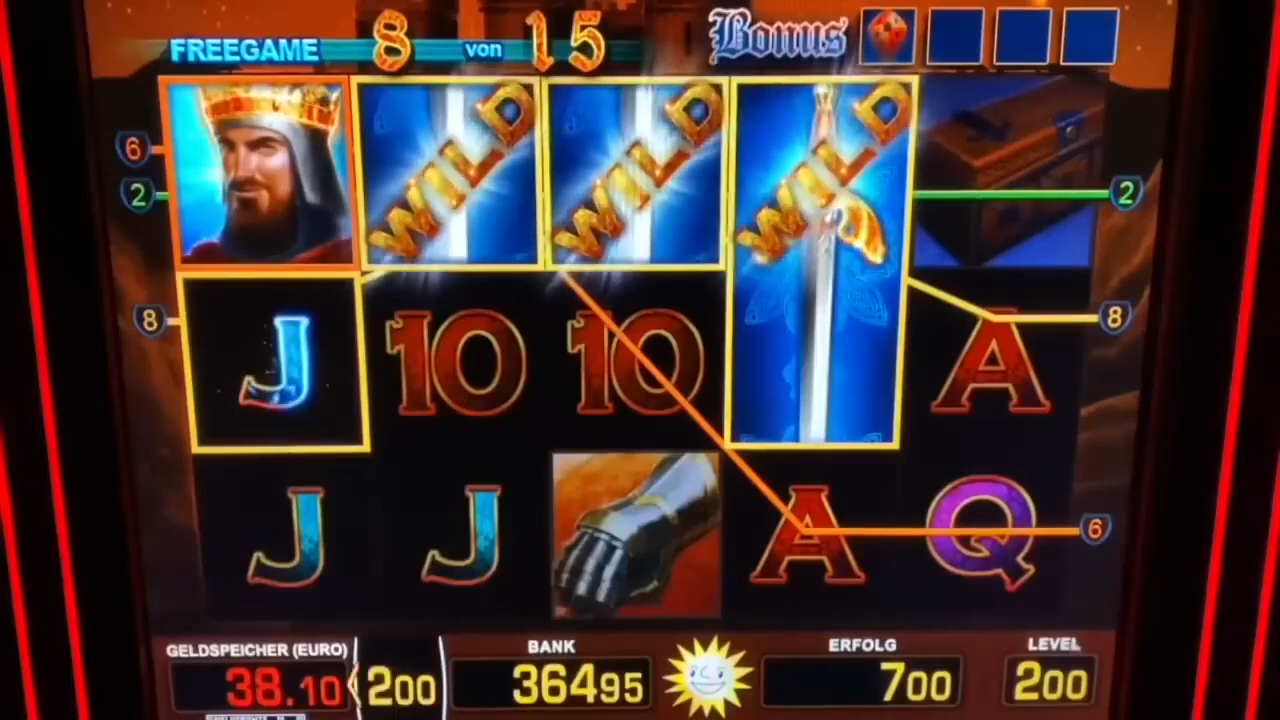 FREEGAME 8 von 15 Bonus
WILD WILD WILD
6
2 2
8 J 10 10 A 8
J J A Q 6
GELDSPEICHER (EURO) BANK ERFOLG LEVEL
38.10 200 36495 700 200